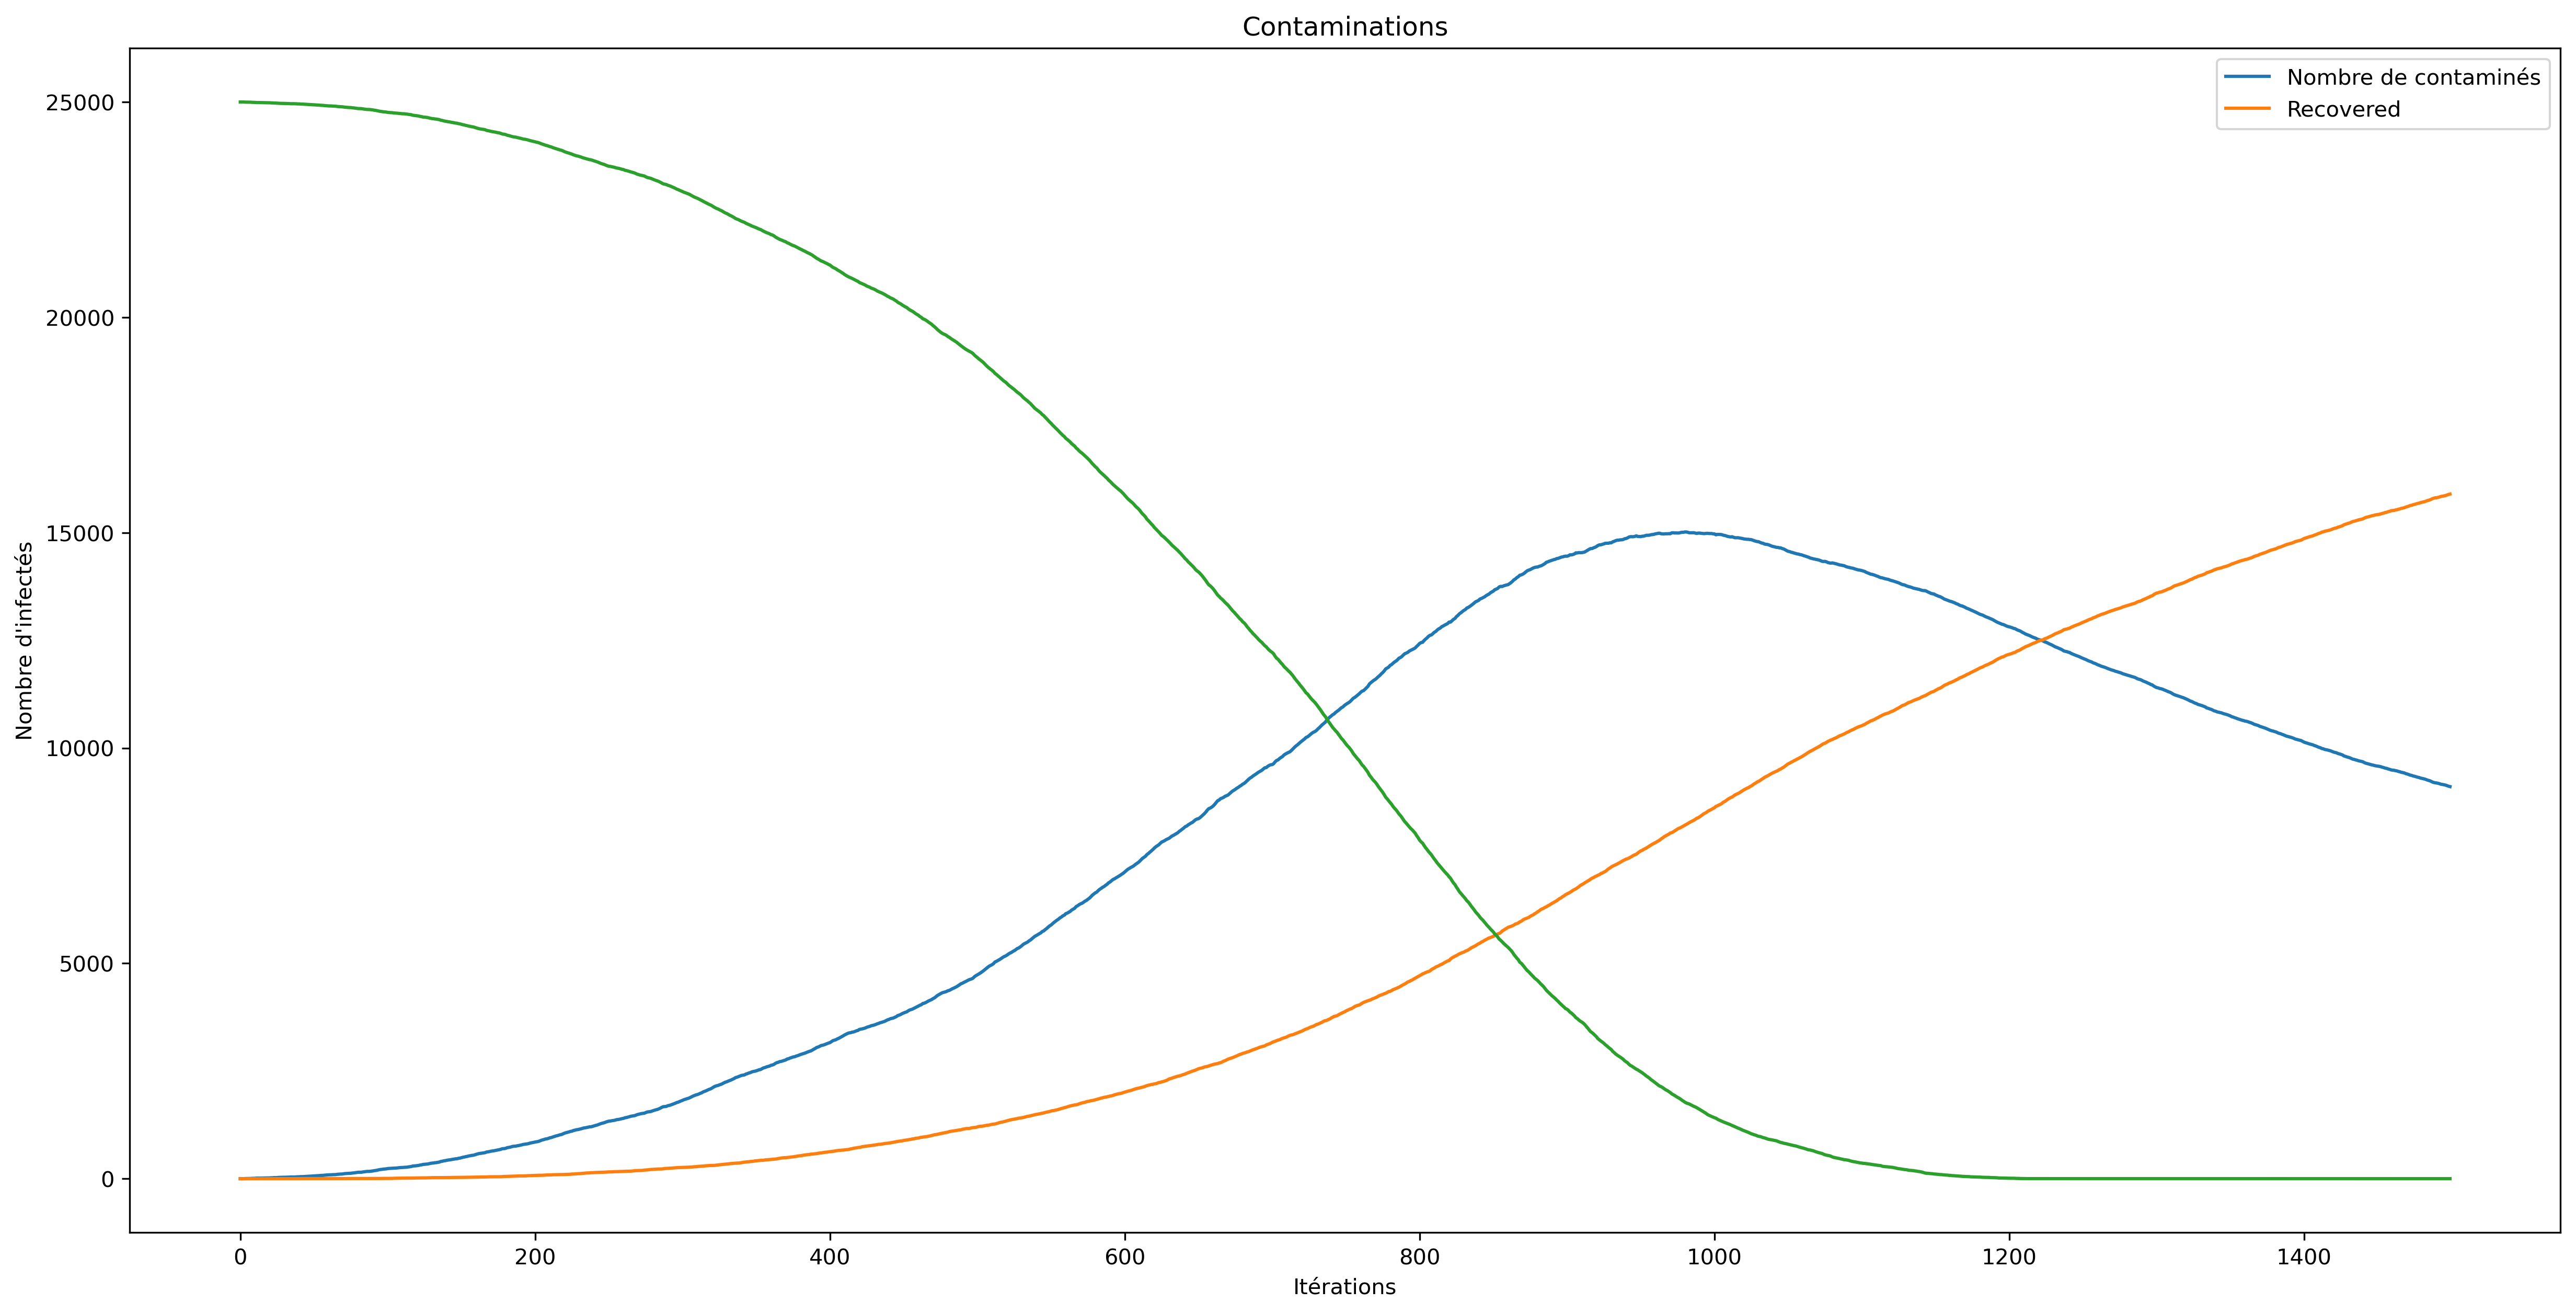 Contaminations
Nombre de contaminés
Recovered
25000
20000
15000
10000
5000
0
Nombre d'infectés
0 200 400 600 800 1000 1200 1400
Itérations